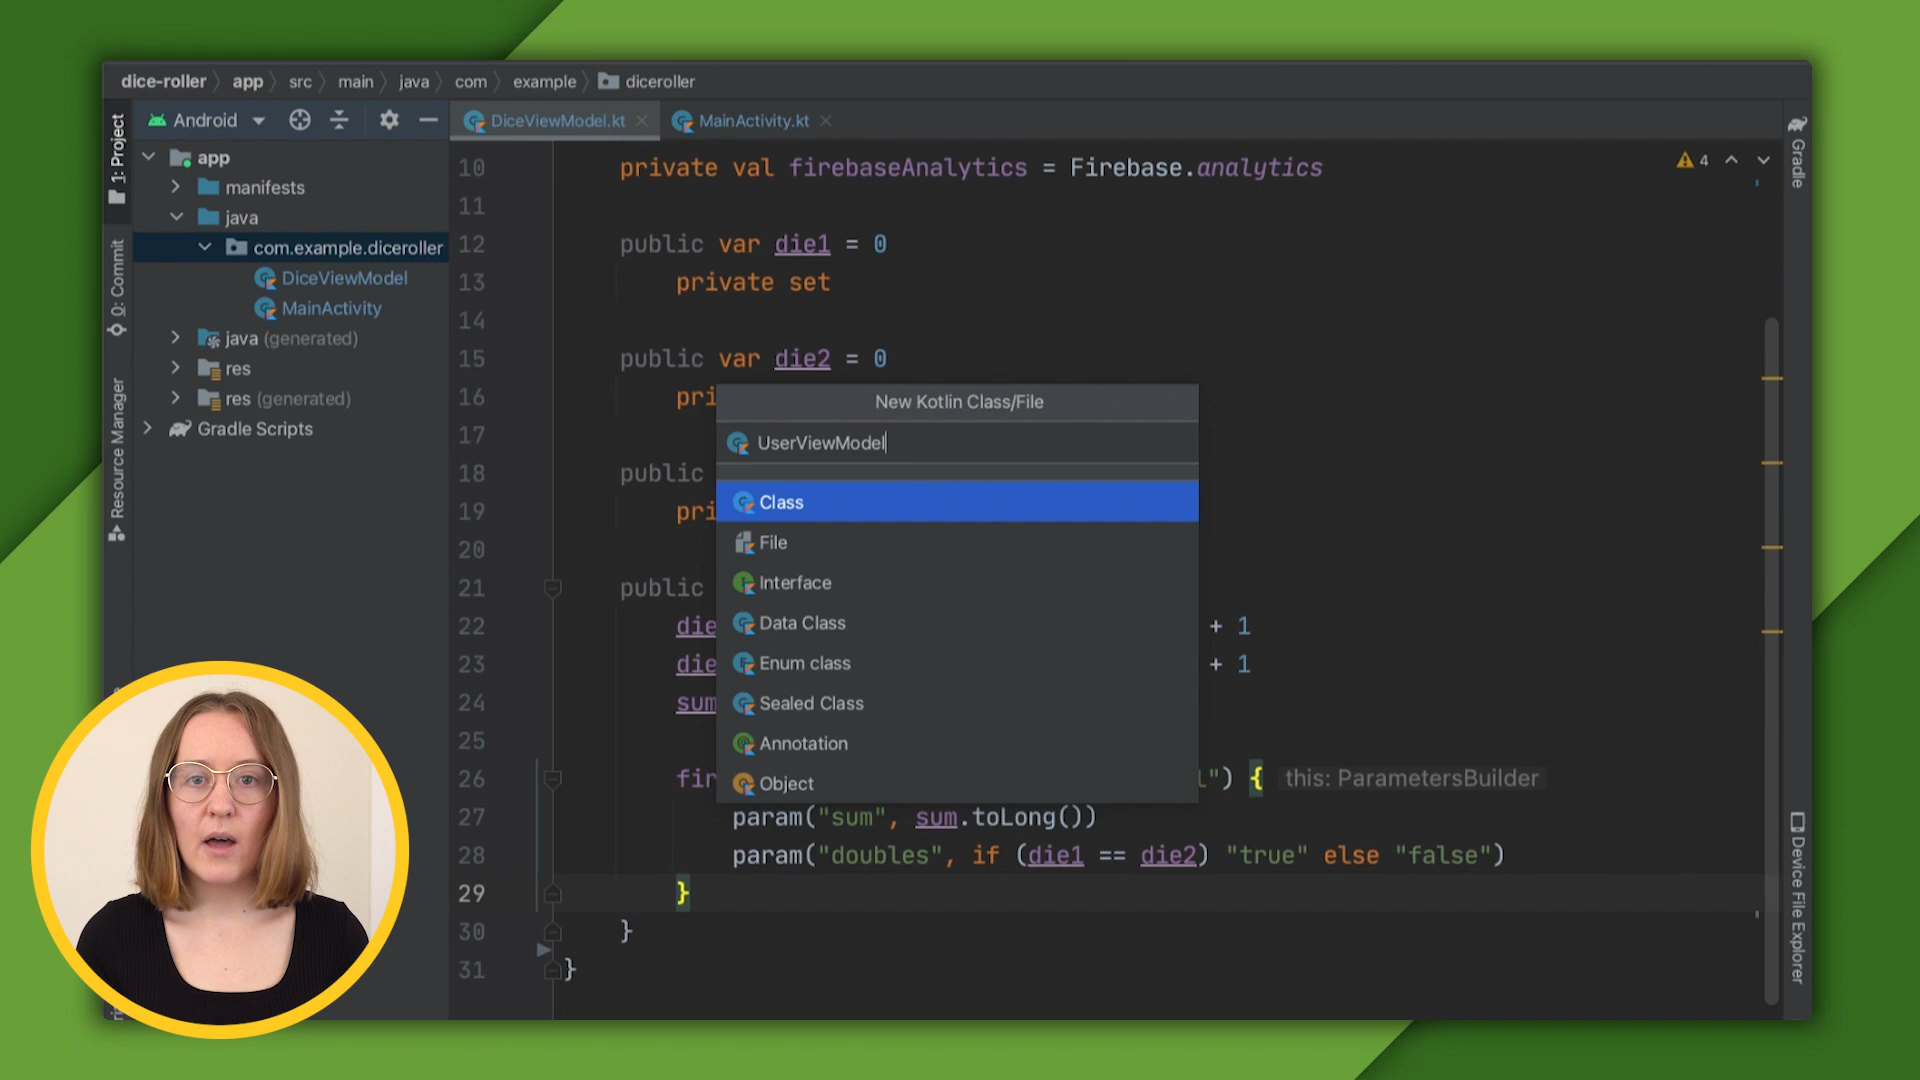 dice-roller app src main java com example diceroller
1: Project
0: Commit
Resource Manager
Android
app
manifests
java
com.example.diceroller
DiceViewModel
MainActivity
java (generated)
res
res (generated)
Gradle Scripts
DiceViewModel.kt MainActivity.kt
10 private val firebaseAnalytics = Firebase.analytics
11
12 public var die1 = 0
13 private set
14
15 public var die2 = 0
16 pri
17
18 public
19 pri
20
21 public
22 die + 1
23 die + 1
24 sum
25
26 fir l") { this: ParametersBuilder
27 param("sum", sum.toLong())
28 param("doubles", if (die1 == die2) "true" else "false")
29 }
30 }
31 }
New Kotlin Class/File
UserViewModel
Class
File
Interface
Data Class
Enum class
Sealed Class
Annotation
Object
4
Gradle
Device File Explorer